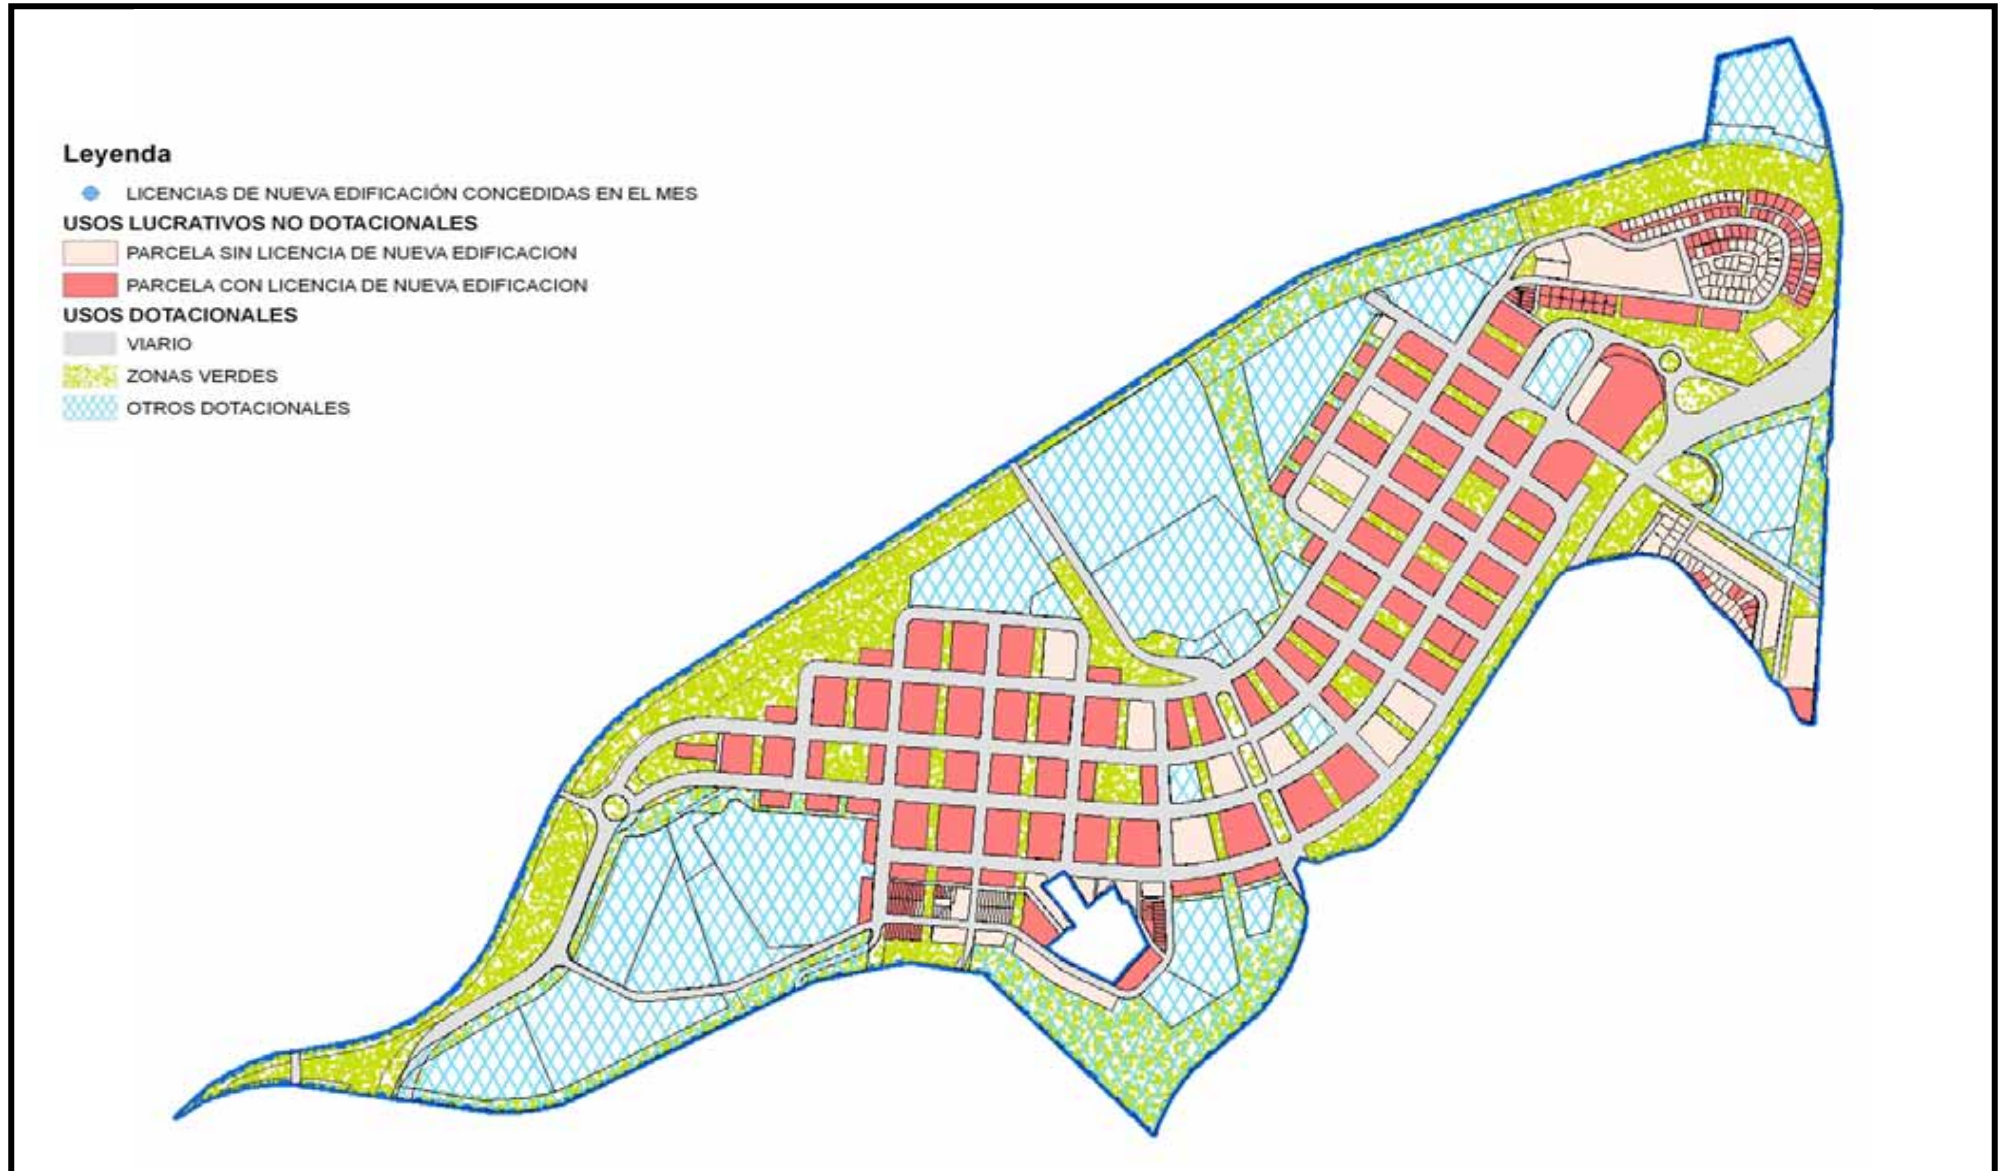 Leyenda
LICENCIAS DE NUEVA EDIFICACIÓN CONCEDIDAS EN EL MES
USOS LUCRATIVOS NO DOTACIONALES
PARCELA SIN LICENCIA DE NUEVA EDIFICACION
PARCELA CON LICENCIA DE NUEVA EDIFICACION
USOS DOTACIONALES
VIARIO
ZONAS VERDES
OTROS DOTACIONALES